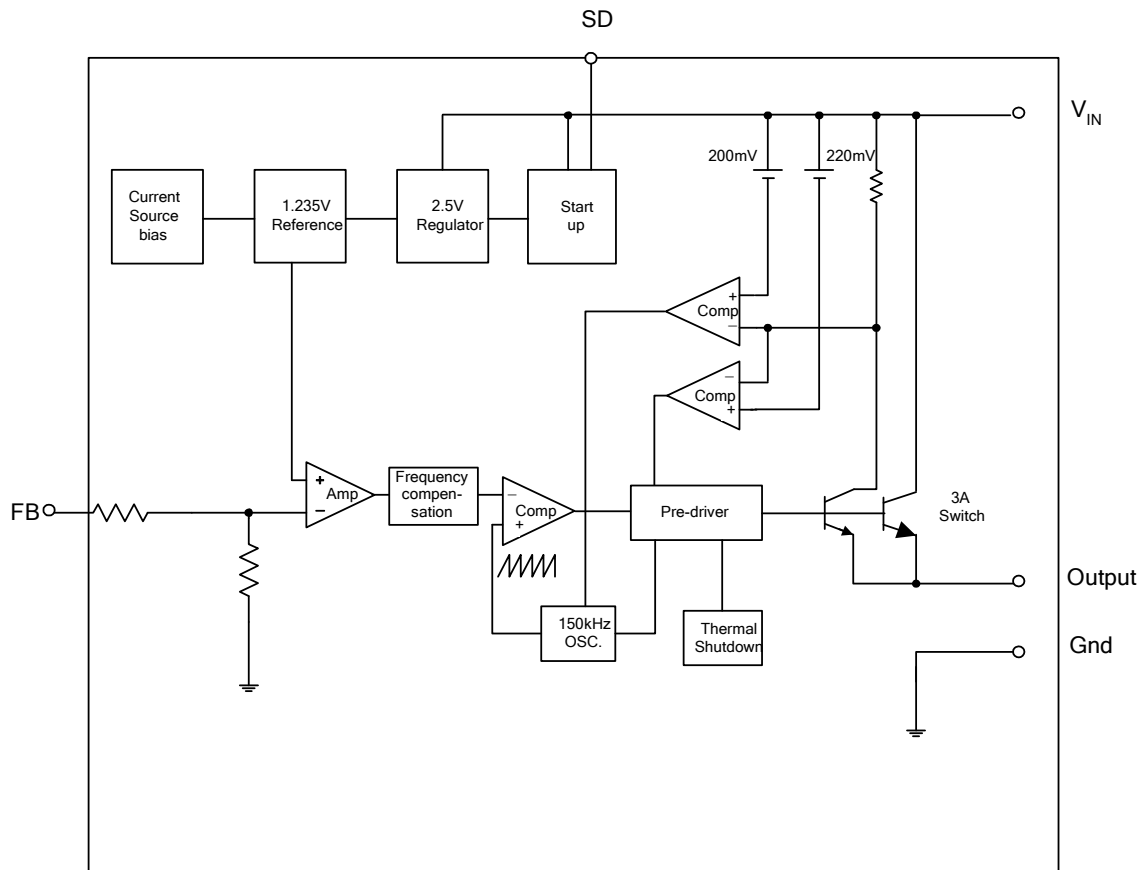 SD
V_IN
200mV
220mV
Current
Source
bias
1.235V
Reference
2.5V
Regulator
Start
up
+
Comp
−
−
Comp
+
FB
+
Amp
−
Frequency
compen-
sation
−
Comp
+
Pre-driver
3A
Switch
Output
150kHz
OSC.
Thermal
Shutdown
Gnd